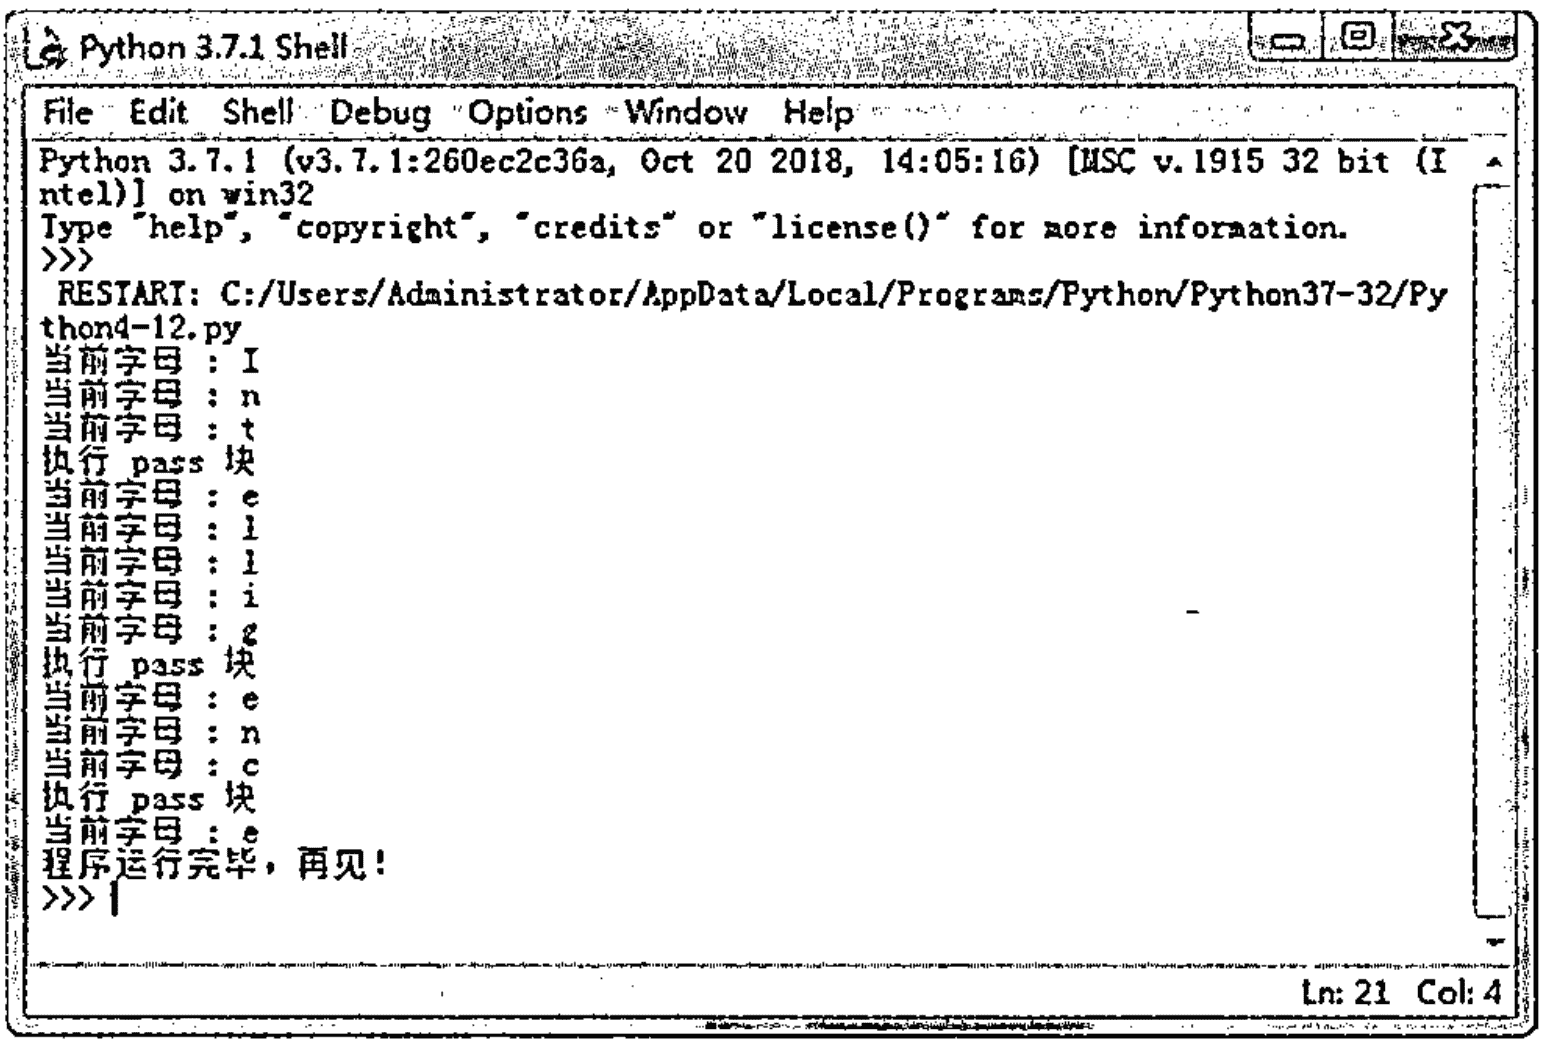 Python 3.7.1 Shell
File Edit Shell Debug Options Window Help
Python 3.7.1 (v3.7.1:260ec2c36a, Oct 20 2018, 14:05:16) [MSC v.1915 32 bit (I
ntel)] on win32
Type "help", "copyright", "credits" or "license()" for more information.
>>>
RESTART: C:/Users/Administrator/AppData/Local/Programs/Python/Python37-32/Py
thon4-12.py
当前字母 : I
当前字母 : n
当前字母 : t
执行 pass 块
当前字母 : e
当前字母 : l
当前字母 : l
当前字母 : i
当前字母 : g
执行 pass 块
当前字母 : e
当前字母 : n
当前字母 : c
执行 pass 块
当前字母 : e
程序运行完毕，再见!
>>>
Ln: 21 Col: 4